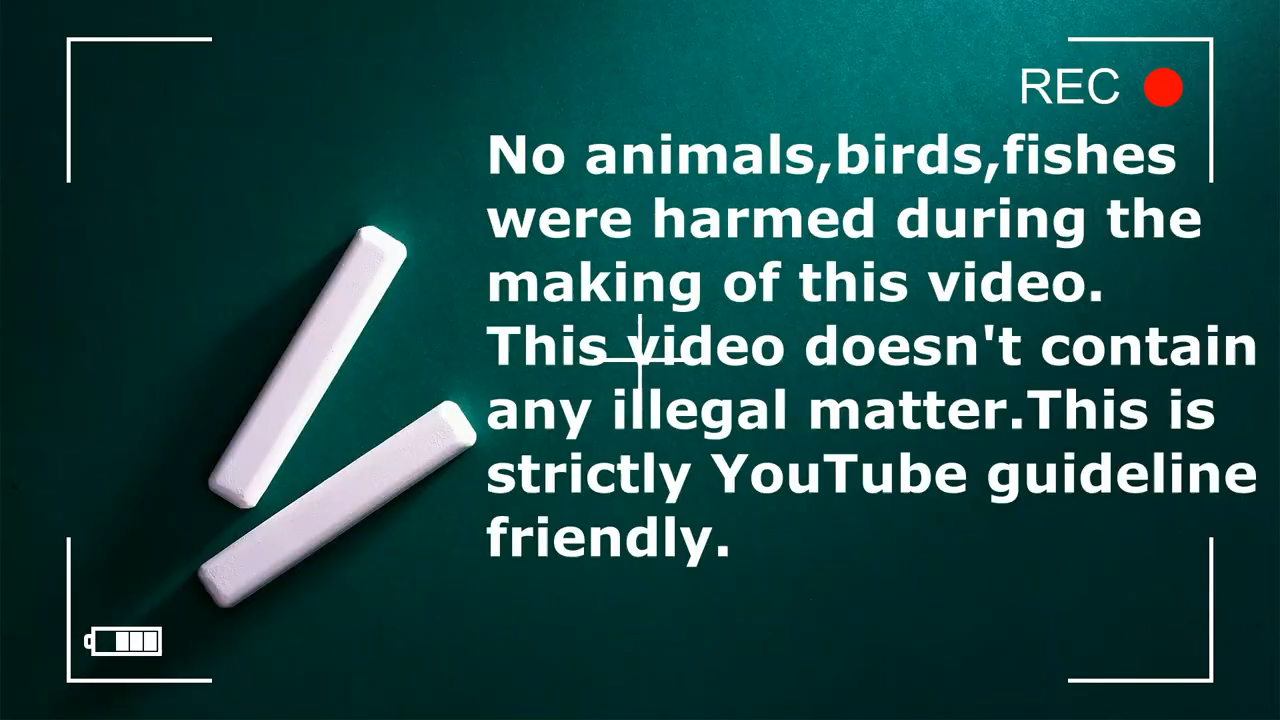 REC
No animals,birds,fishes
were harmed during the
making of this video.
This video doesn't contain
any illegal matter.This is
strictly YouTube guideline
friendly.